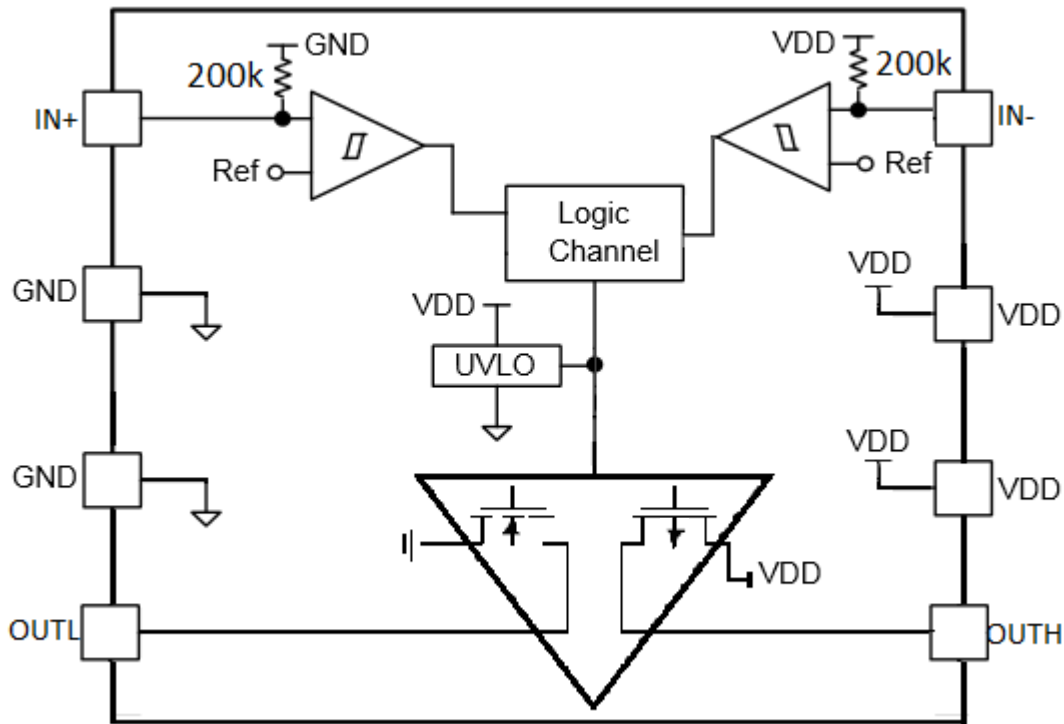 GND
VDD
200k
200k
IN+
IN-
Ref
Ref
Logic
Channel
GND
VDD
VDD
VDD
UVLO
GND
VDD
VDD
VDD
OUTL
OUTH